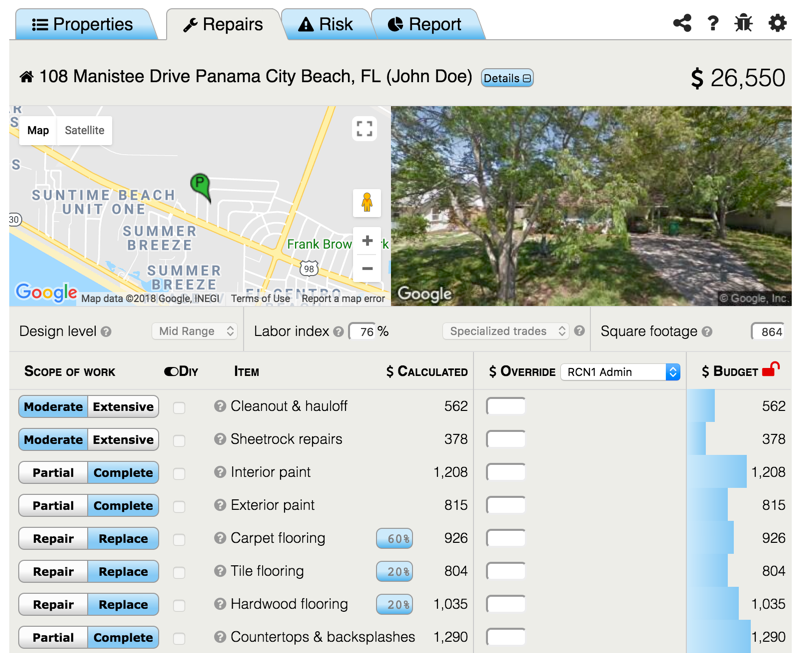 Properties Repairs Risk Report ?
108 Manistee Drive Panama City Beach, FL (John Doe) Details $ 26,550
Map Satellite
SUNTIME BEACH
UNIT ONE
30
SUMMER
BREEZE
Frank Brow
98
SUMMER
BREEZE
Google Map data ©2018 Google, INEGI Terms of Use Report a map error
Google © Google, Inc.
Design level ? Mid Range Labor index ? 76 % Specialized trades ? Square footage ? 864
SCOPE OF WORK DIY ITEM $ CALCULATED $ OVERRIDE RCN1 Admin $ BUDGET
Moderate Extensive ? Cleanout & hauloff 562 562
Moderate Extensive ? Sheetrock repairs 378 378
Partial Complete ? Interior paint 1,208 1,208
Partial Complete ? Exterior paint 815 815
Repair Replace ? Carpet flooring 60% 926 926
Repair Replace ? Tile flooring 20% 804 804
Repair Replace ? Hardwood flooring 20% 1,035 1,035
Partial Complete ? Countertops & backsplashes 1,290 1,290